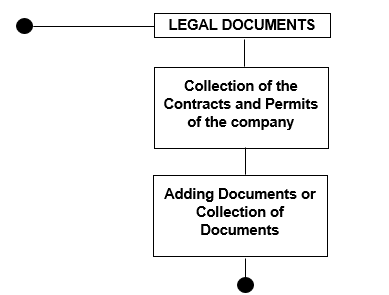 LEGAL DOCUMENTS
Collection of the
Contracts and Permits
of the company
Adding Documents or
Collection of
Documents